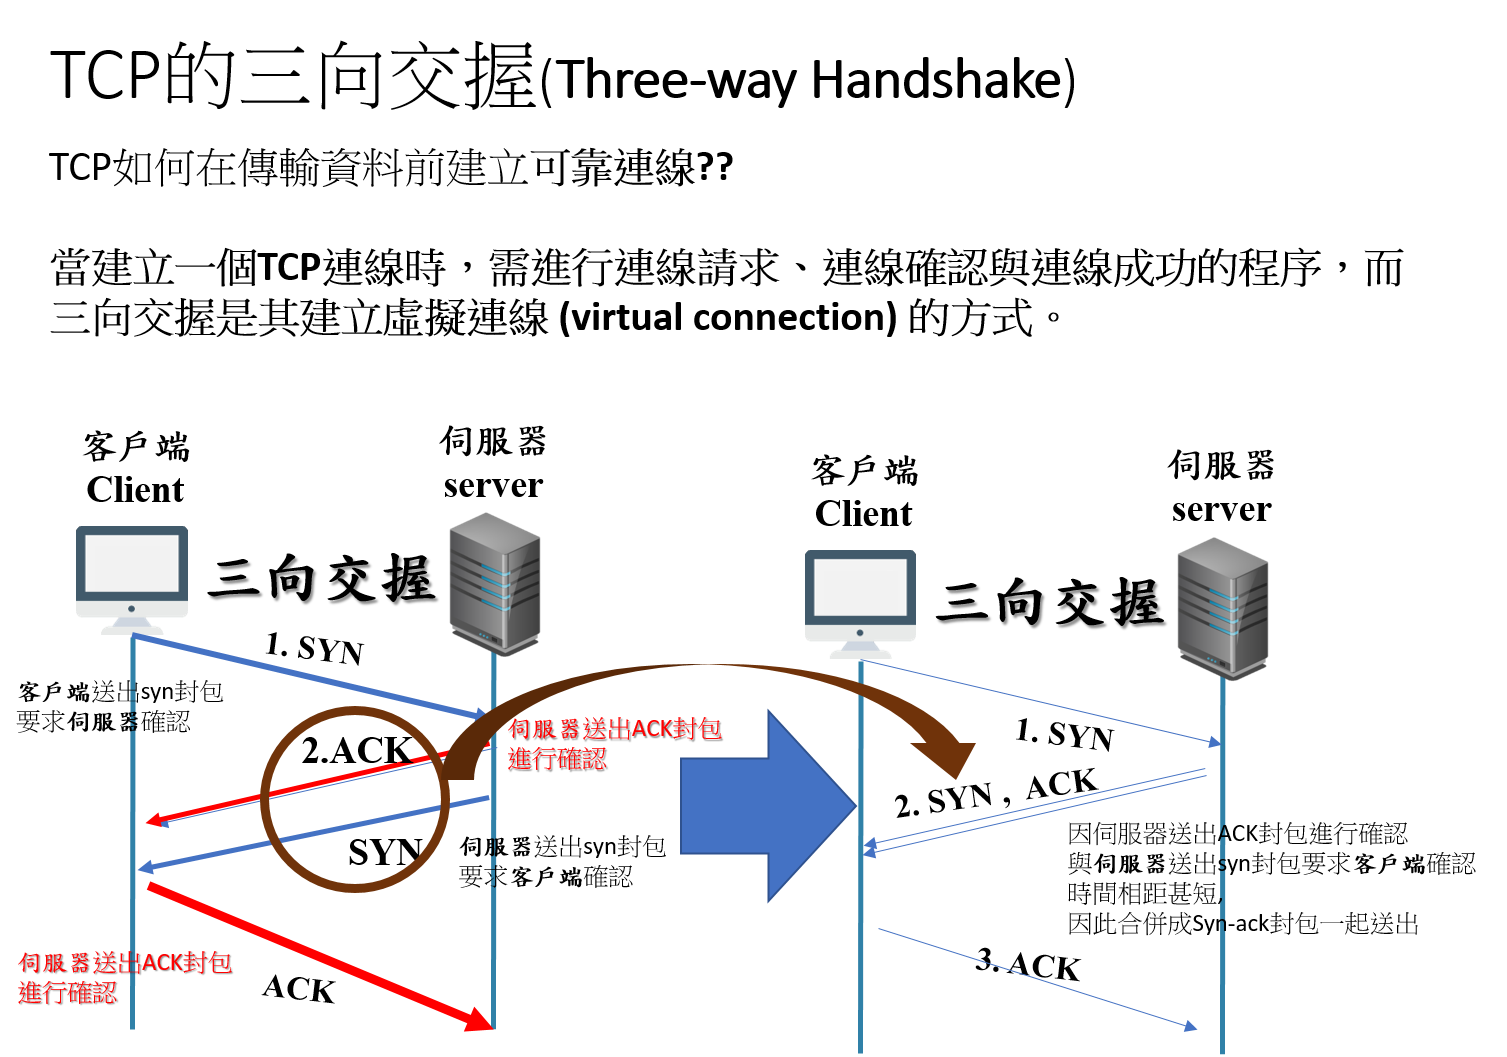 TCP的三向交握(Three-way Handshake)
TCP如何在傳輸資料前建立可靠連線??
當建立一個TCP連線時，需進行連線請求、連線確認與連線成功的程序，而
三向交握是其建立虛擬連線 (virtual connection) 的方式。
客戶端
Client
伺服器
server
三向交握
1. SYN
客戶端送出syn封包
要求伺服器確認
2.ACK
伺服器送出ACK封包
進行確認
SYN
伺服器送出syn封包
要求客戶端確認
伺服器送出ACK封包
進行確認
ACK
客戶端
Client
伺服器
server
三向交握
1. SYN
2. SYN , ACK
因伺服器送出ACK封包進行確認
與伺服器送出syn封包要求客戶端確認
時間相距甚短,
因此合併成Syn-ack封包一起送出
3. ACK